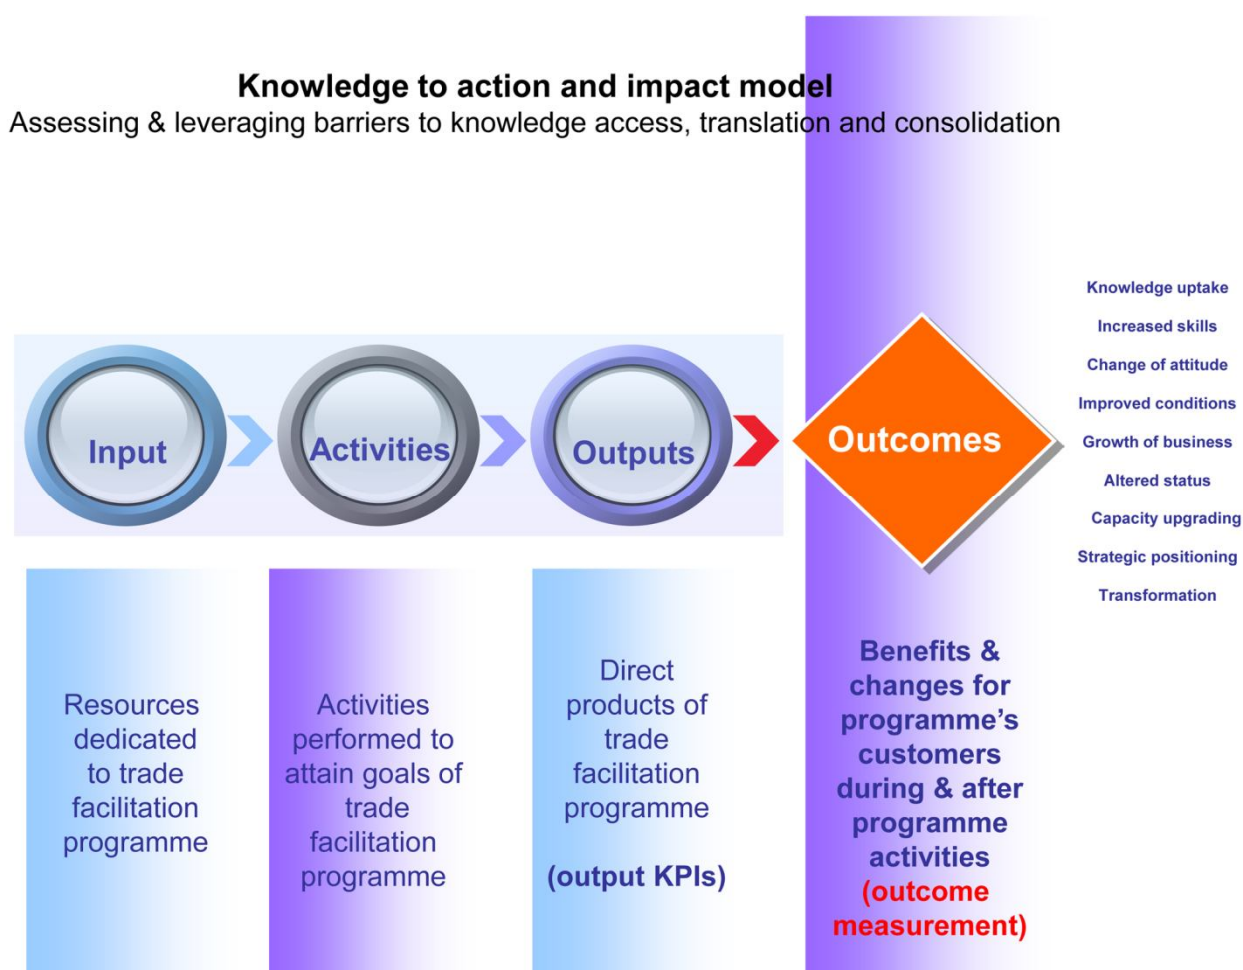 Knowledge to action and impact model
Assessing & leveraging barriers to knowledge access, translation and consolidation
Input
Activities
Outputs
Outcomes
Knowledge uptake
Increased skills
Change of attitude
Improved conditions
Growth of business
Altered status
Capacity upgrading
Strategic positioning
Transformation
Resources
dedicated
to trade
facilitation
programme
Activities
performed to
attain goals of
trade
facilitation
programme
Direct
products of
trade
facilitation
programme
(output KPIs)
Benefits &
changes for
programme’s
customers
during & after
programme
activities
(outcome
measurement)